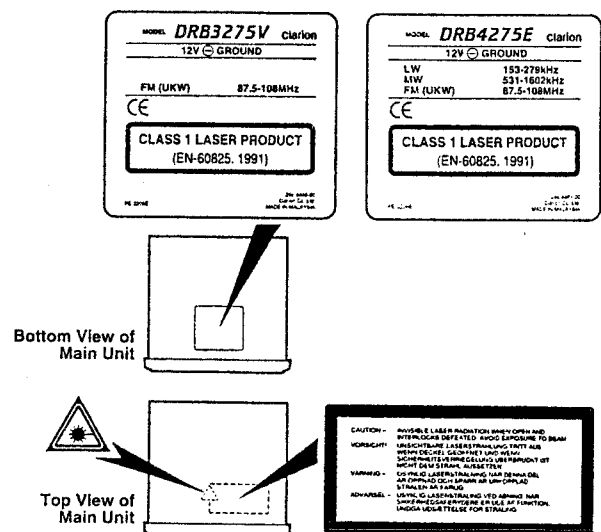 MODEL DRB3275V Clarion
12V ⊖ GROUND
FM (UKW) 87.5-108MHz
CE
CLASS 1 LASER PRODUCT
(EN-60825. 1991)
Clarion Co., Ltd.
MADE IN MALAYSIA
MODEL DRB4275E Clarion
12V ⊖ GROUND
LW 153-279kHz
MW 531-1602kHz
FM (UKW) 87.5-108MHz
CE
CLASS 1 LASER PRODUCT
(EN-60825. 1991)
Clarion Co., Ltd.
MADE IN MALAYSIA
Bottom View of
Main Unit
Top View of
Main Unit
CAUTION – INVISIBLE LASER RADIATION WHEN OPEN AND
INTERLOCKS DEFEATED. AVOID EXPOSURE TO BEAM
VORSICHT! UNSICHTBARE LASERSTRAHLUNG TRITT AUS
WENN DECKEL GEÖFFNET UND WENN
SICHERHEITSVERRIEGELUNG ÜBERBRÜCKT IST
NICHT DEM STRAHL AUSSETZEN
VARNING – OSYNLIG LASERSTRÅLNING NÄR DENNA DEL
ÄR ÖPPNAD OCH SPÄRR ÄR URKOPPLAD
STRÅLEN ÄR FARLIG
ADVARSEL – USYNLIG LASERSTRÅLING VED ÅBNING NÅR
SIKKERHEDSAFBRYDERE ER UDE AF FUNKTION.
UNDGÅ UDSÆTTELSE FOR STRÅLING